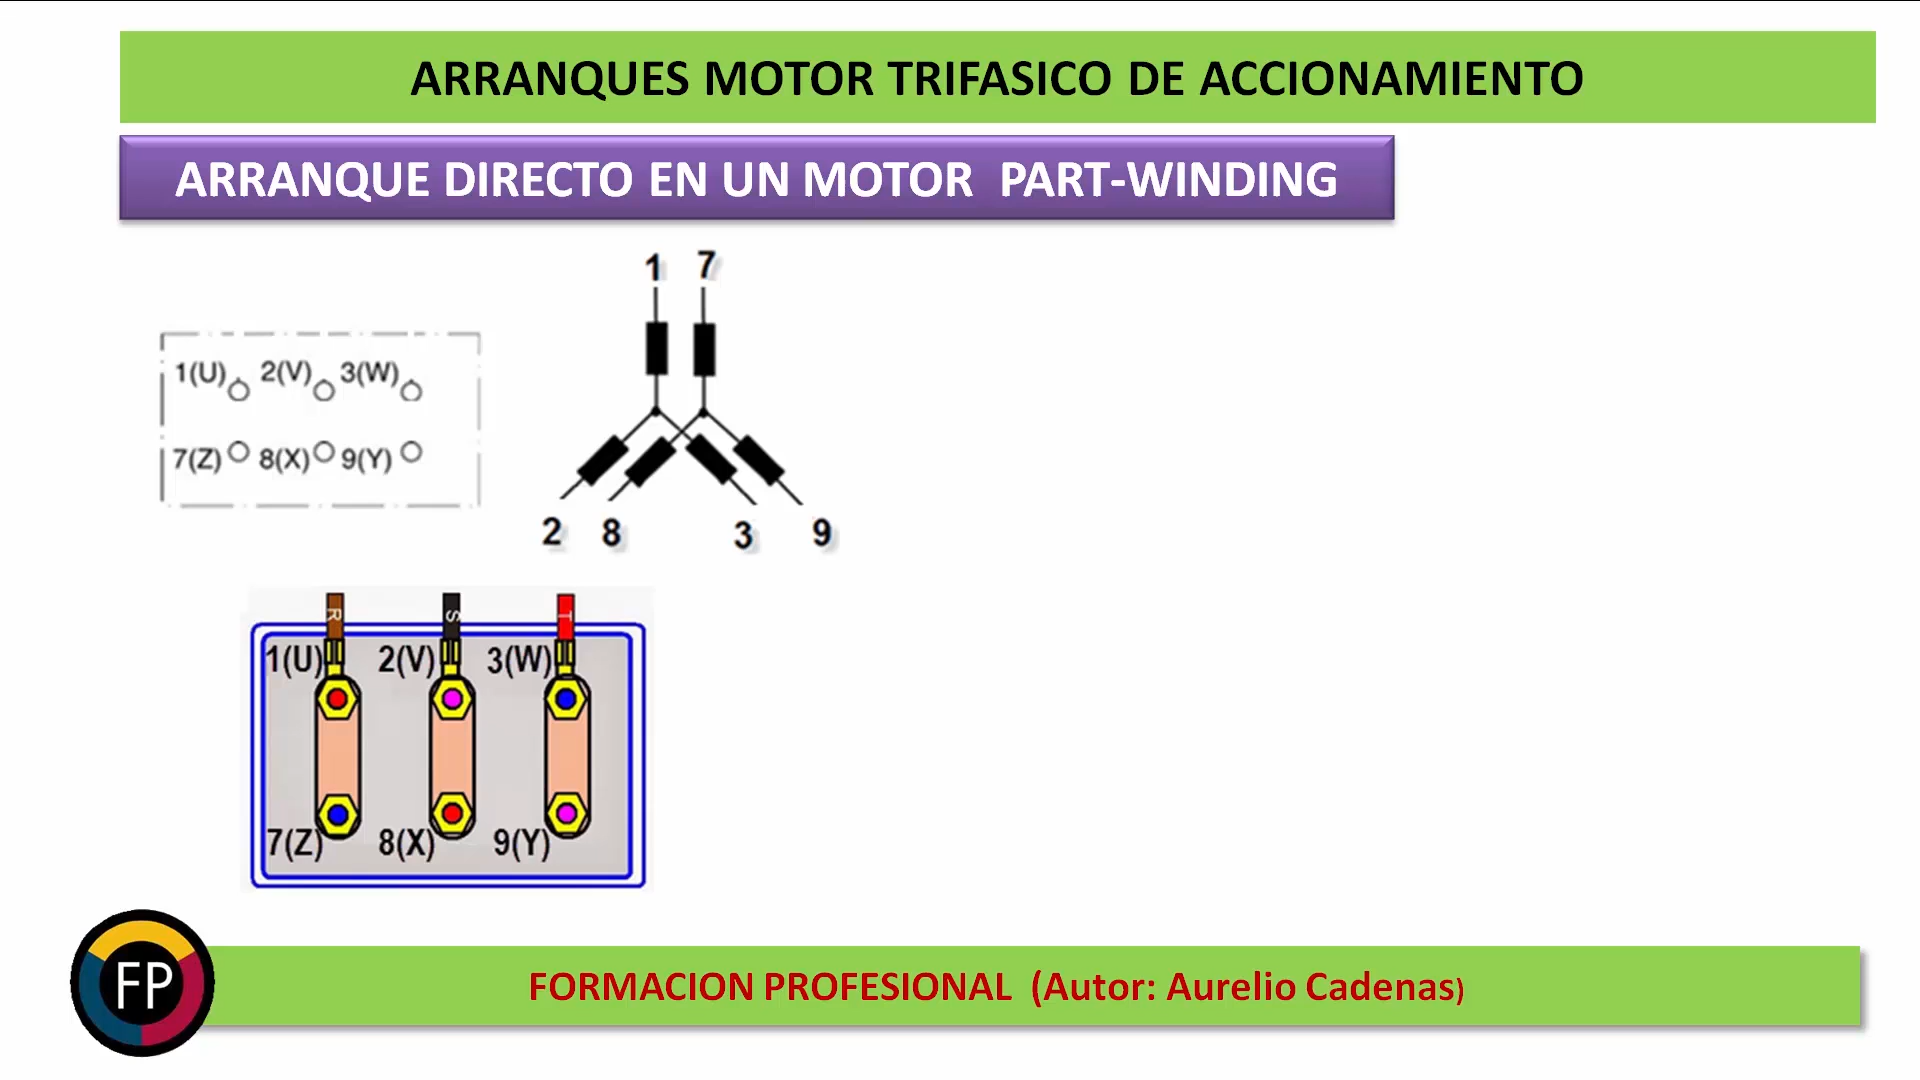 ARRANQUES MOTOR TRIFASICO DE ACCIONAMIENTO
ARRANQUE DIRECTO EN UN MOTOR PART-WINDING
1 7
1(U) 2(V) 3(W)
7(Z) 8(X) 9(Y)
2 8 3 9
R S T
1(U) 2(V) 3(W)
7(Z) 8(X) 9(Y)
FP
FORMACION PROFESIONAL (Autor: Aurelio Cadenas)